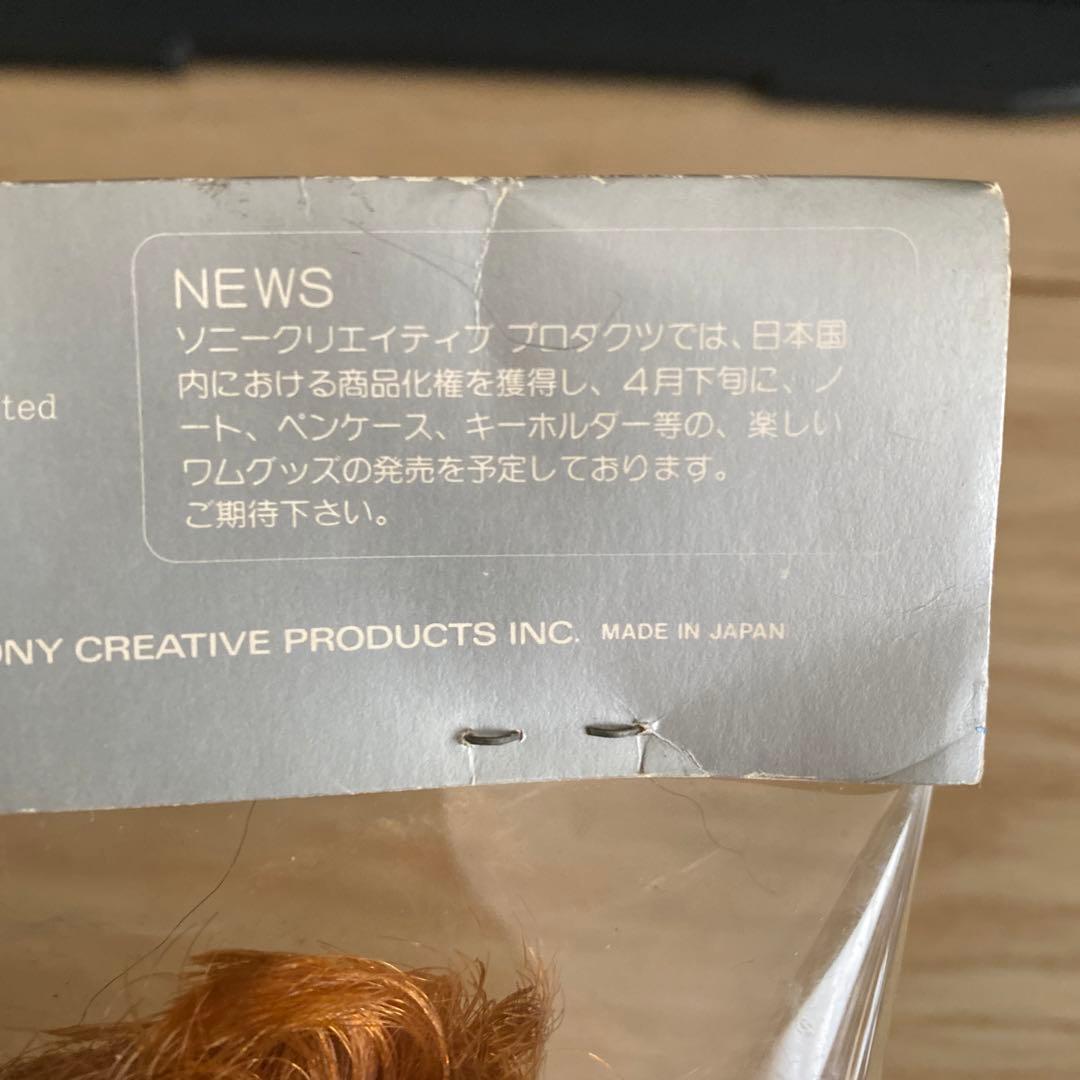 NEWS
ソニークリエイティブ プロダクツでは、日本国
内における商品化権を獲得し、4月下旬に、ノ
ート、ペンケース、キーホルダー等の、楽しい
ワムグッズの発売を予定しております。
ご期待下さい。
ted
ONY CREATIVE PRODUCTS INC. MADE IN JAPAN